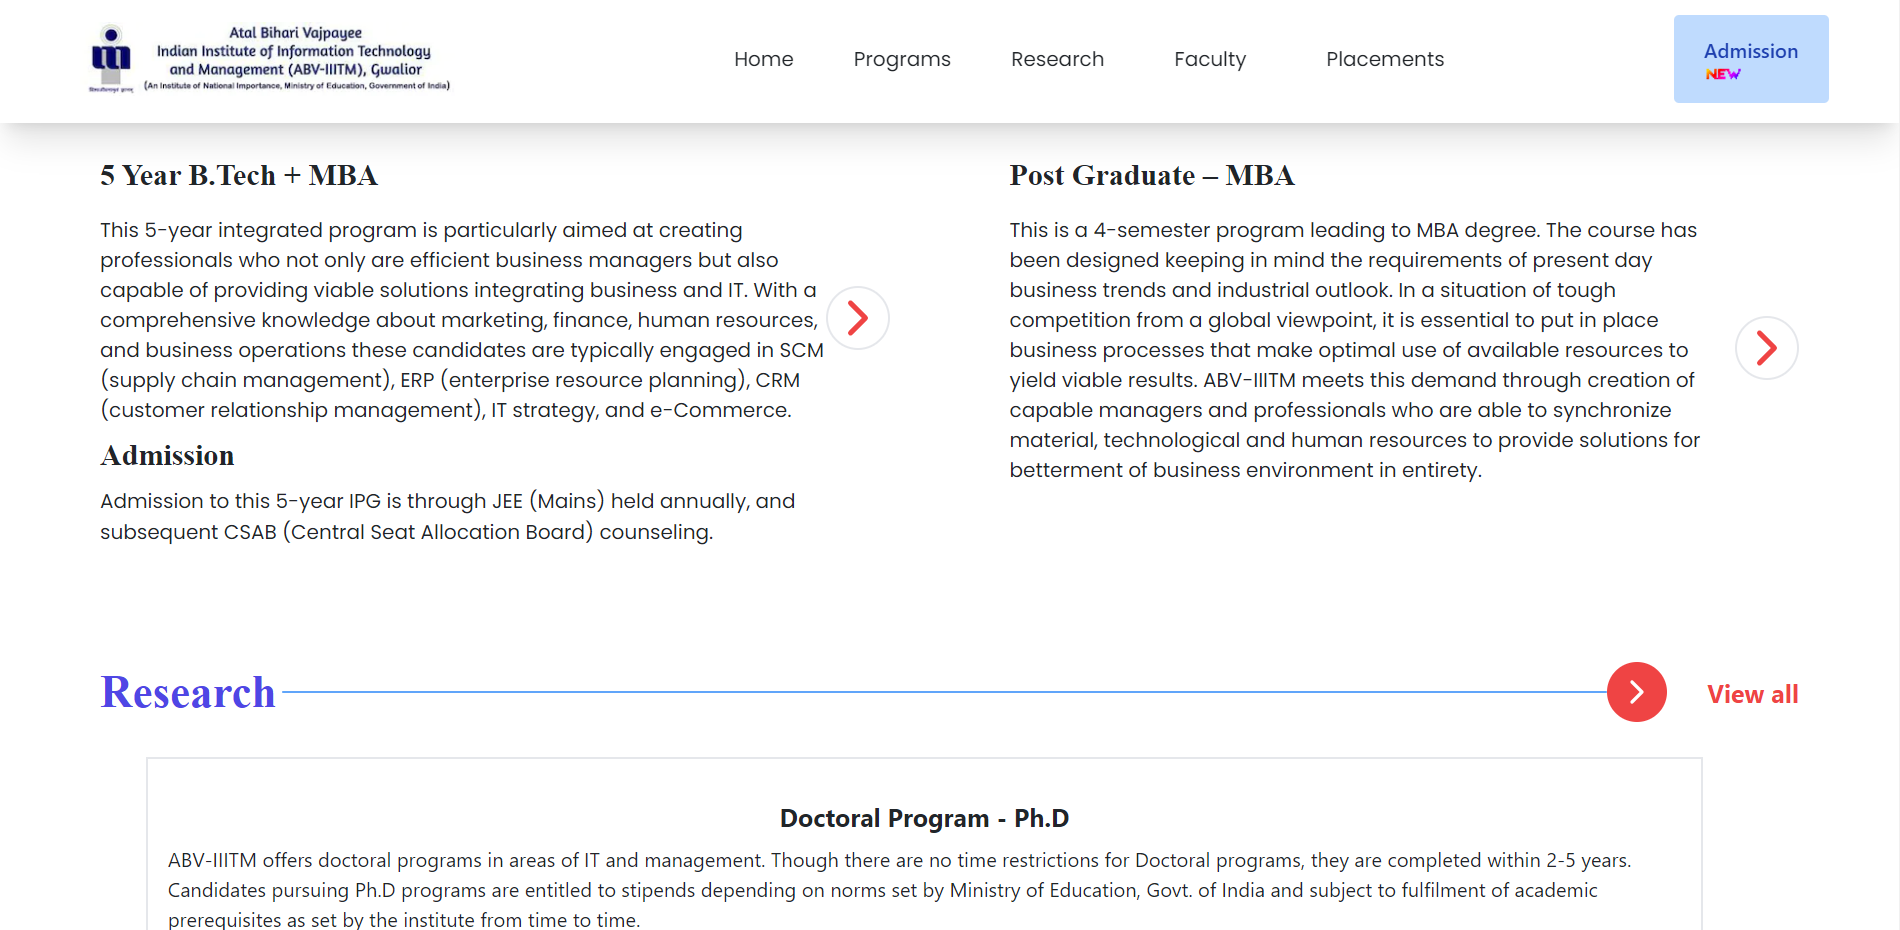 Atal Bihari Vajpayee
Indian Institute of Information Technology
and Management (ABV-IIITM), Gwalior
(An Institute of National Importance, Ministry of Education, Government of India)
Home
Programs
Research
Faculty
Placements
Admission
NEW
5 Year B.Tech + MBA
This 5-year integrated program is particularly aimed at creating
professionals who not only are efficient business managers but also
capable of providing viable solutions integrating business and IT. With a
comprehensive knowledge about marketing, finance, human resources,
and business operations these candidates are typically engaged in SCM
(supply chain management), ERP (enterprise resource planning), CRM
(customer relationship management), IT strategy, and e-Commerce.
Admission
Admission to this 5-year IPG is through JEE (Mains) held annually, and
subsequent CSAB (Central Seat Allocation Board) counseling.
Post Graduate – MBA
This is a 4-semester program leading to MBA degree. The course has
been designed keeping in mind the requirements of present day
business trends and industrial outlook. In a situation of tough
competition from a global viewpoint, it is essential to put in place
business processes that make optimal use of available resources to
yield viable results. ABV-IIITM meets this demand through creation of
capable managers and professionals who are able to synchronize
material, technological and human resources to provide solutions for
betterment of business environment in entirety.
Research
View all
Doctoral Program - Ph.D
ABV-IIITM offers doctoral programs in areas of IT and management. Though there are no time restrictions for Doctoral programs, they are completed within 2-5 years.
Candidates pursuing Ph.D programs are entitled to stipends depending on norms set by Ministry of Education, Govt. of India and subject to fulfilment of academic
prerequisites as set by the institute from time to time.